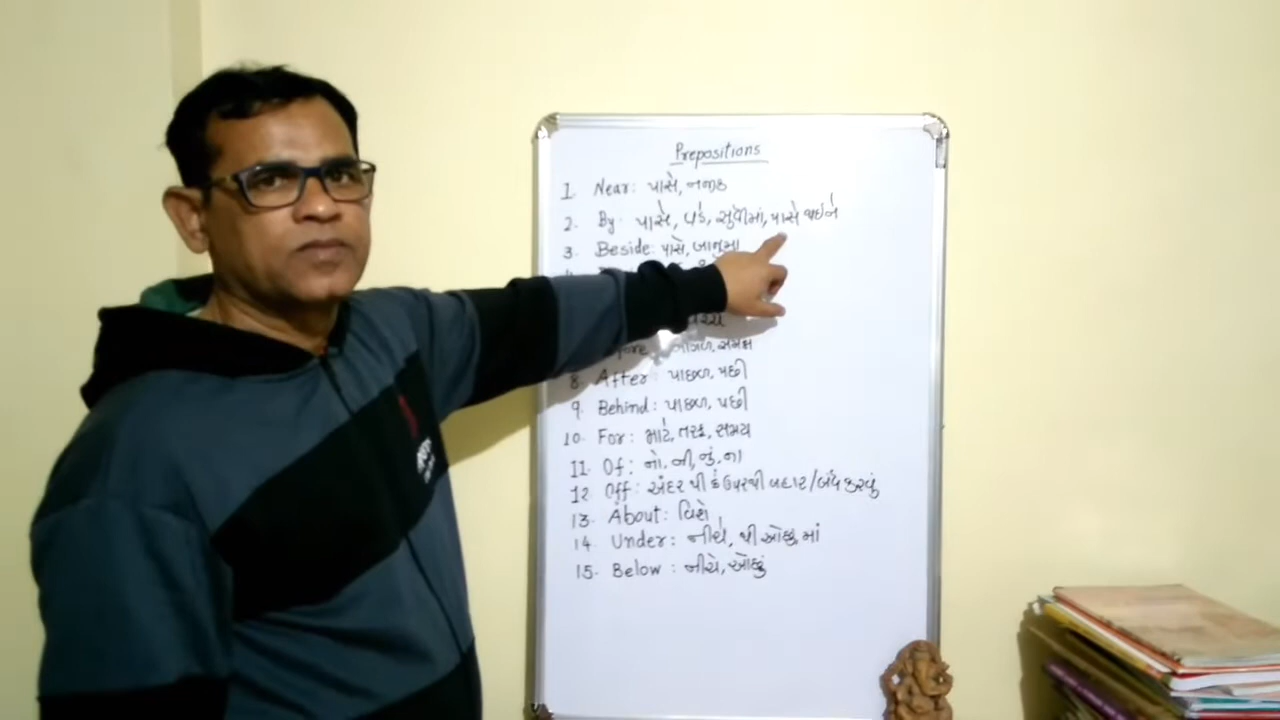 Prepositions
1. Near: પાસે, નજીક
2. By: પાસે, વડે, સુધીમાં, પાસે થઈને
3. Beside: પાસે, બાજુમાં
આગળ, સમક્ષ
8. After: પાછળ, પછી
9. Behind: પાછળ, પછી
10. For: માટે, તરફ, સમય
11. Of: નો, ની, નું, ના
12. Off: અંદર થી કે ઉપરથી બહાર/બંધ કરવું
13. About: વિશે
14. Under: નીચે, થી ઓછું, માં
15. Below: નીચે, ઓછું